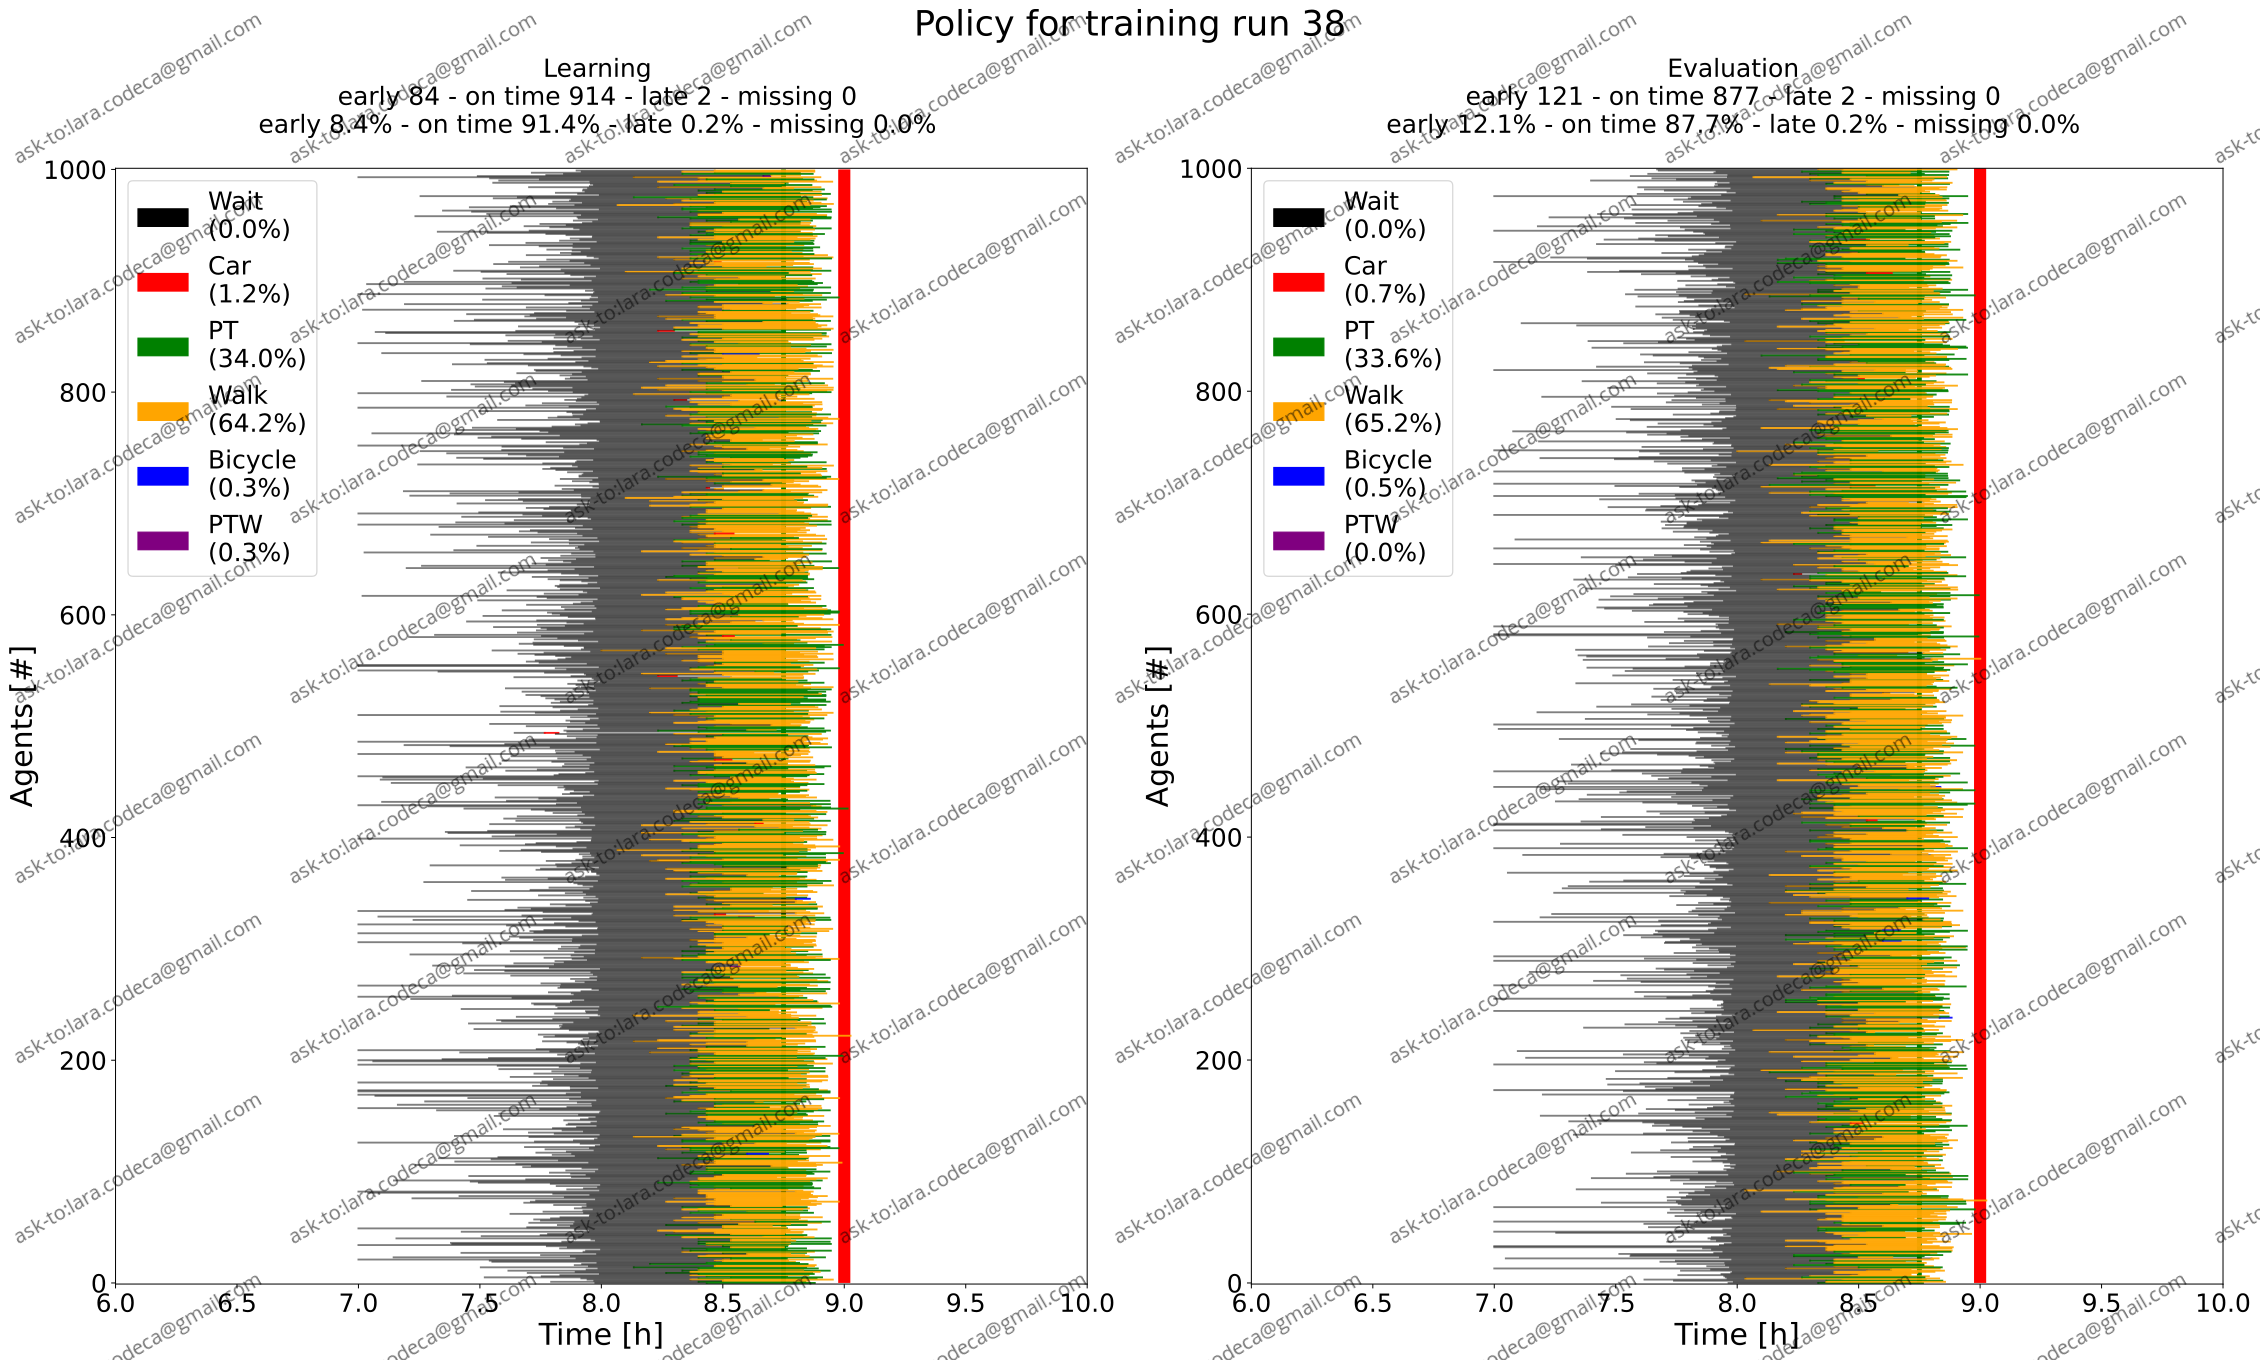 Policy for training run 38
Learning
early 84 - on time 914 - late 2 - missing 0
early 8.4% - on time 91.4% - late 0.2% - missing 0.0%
Agents [#]
1000
800
600
400
200
0
Wait
(0.0%)
Car
(1.2%)
PT
(34.0%)
Walk
(64.2%)
Bicycle
(0.3%)
PTW
(0.3%)
6.0 6.5 7.0 7.5 8.0 8.5 9.0 9.5 10.0
Time [h]
Evaluation
early 121 - on time 877 - late 2 - missing 0
early 12.1% - on time 87.7% - late 0.2% - missing 0.0%
Agents [#]
1000
800
600
400
200
0
Wait
(0.0%)
Car
(0.7%)
PT
(33.6%)
Walk
(65.2%)
Bicycle
(0.5%)
PTW
(0.0%)
6.0 6.5 7.0 7.5 8.0 8.5 9.0 9.5 10.0
Time [h]
ask-to:lara.codeca@gmail.com